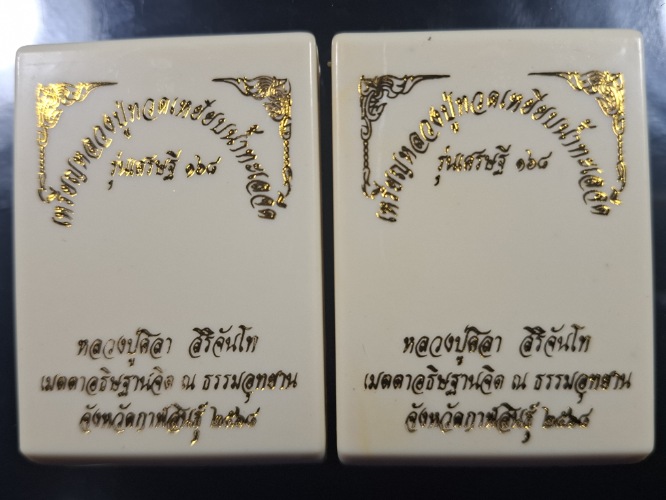 เหรียญหลวงปู่ทวดเหยียบน้ำทะเลจืด
รุ่นเศรษฐี ๑๖๘
หลวงปู่ศิลา สิริจันโท
เมตตาอธิษฐานจิต ณ ธรรมอุทยาน
จังหวัดกาฬสินธุ์ ๒๕๖๘
เหรียญหลวงปู่ทวดเหยียบน้ำทะเลจืด
รุ่นเศรษฐี ๑๖๘
หลวงปู่ศิลา สิริจันโท
เมตตาอธิษฐานจิต ณ ธรรมอุทยาน
จังหวัดกาฬสินธุ์ ๒๕๖๘